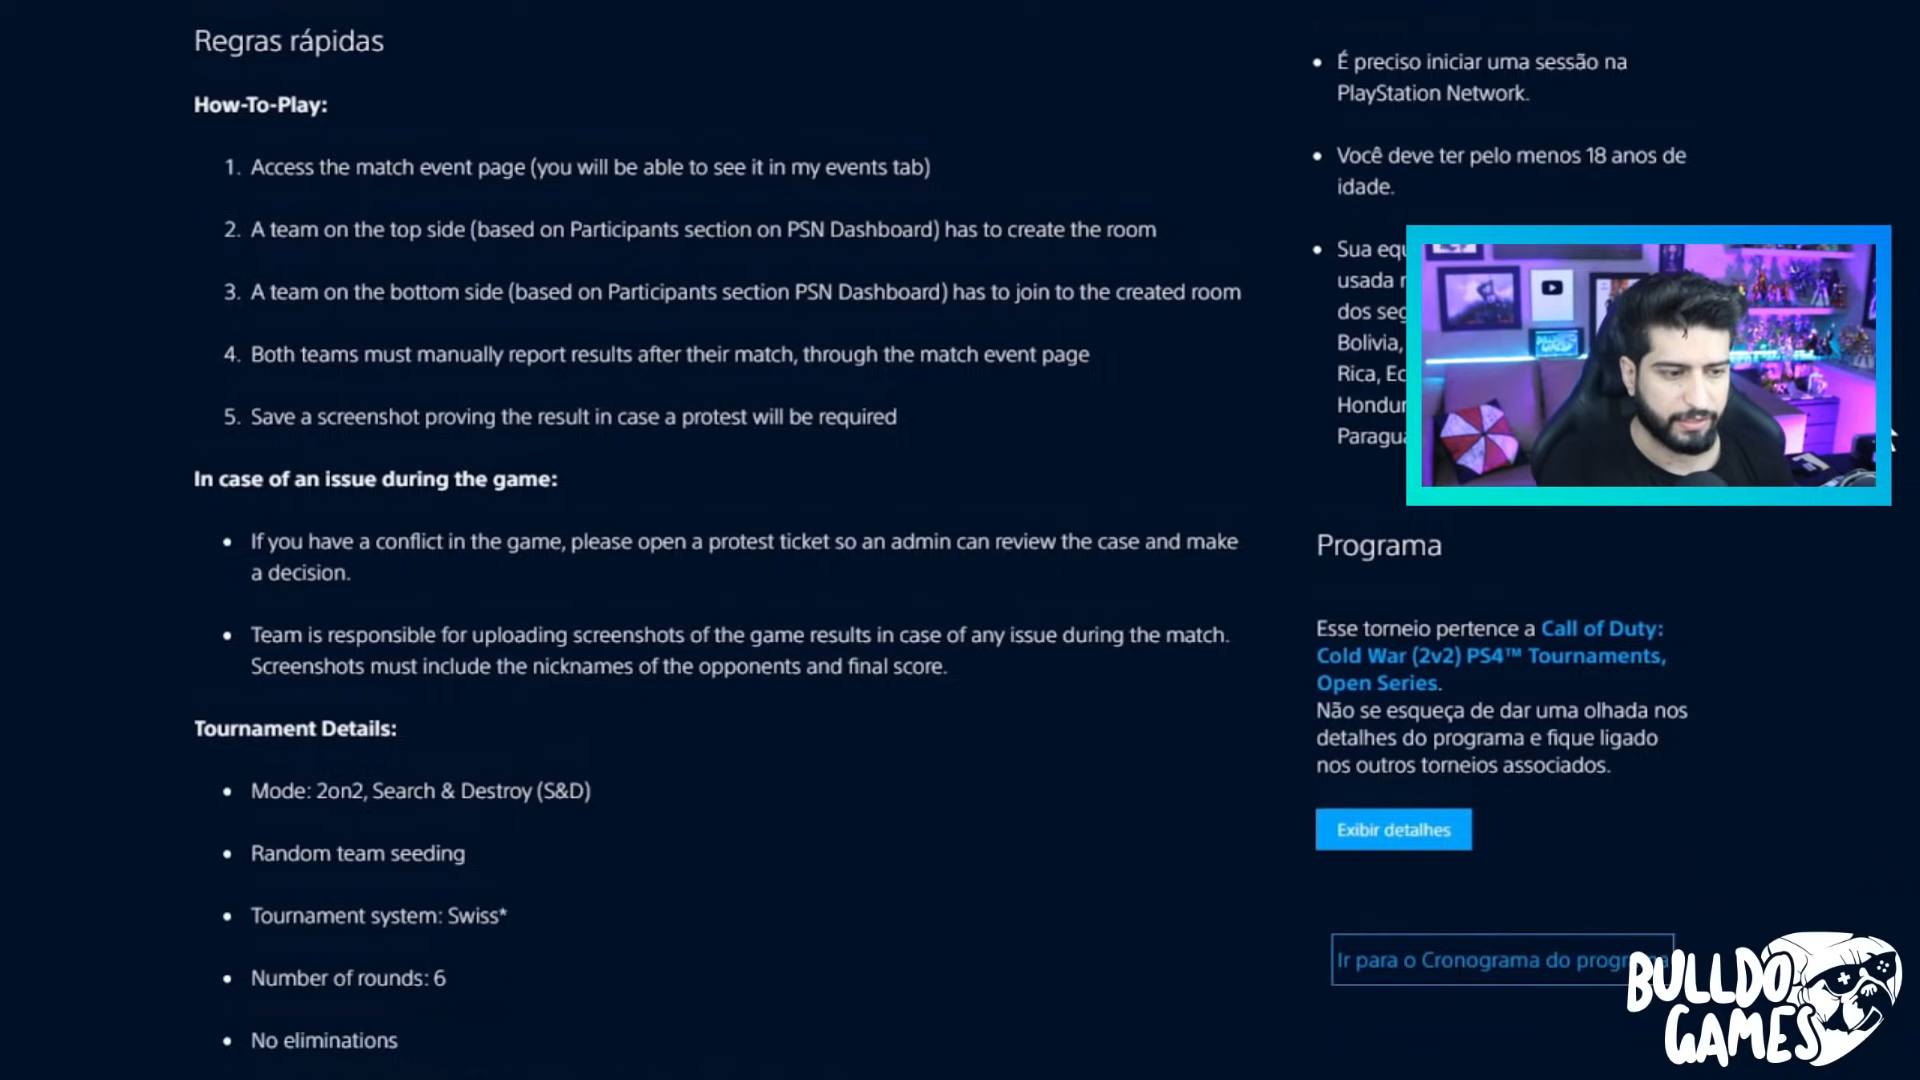 Regras rápidas
How-To-Play:
1. Access the match event page (you will be able to see it in my events tab)
2. A team on the top side (based on Participants section on PSN Dashboard) has to create the room
3. A team on the bottom side (based on Participants section PSN Dashboard) has to join to the created room
4. Both teams must manually report results after their match, through the match event page
5. Save a screenshot proving the result in case a protest will be required
In case of an issue during the game:
• If you have a conflict in the game, please open a protest ticket so an admin can review the case and make
a decision.
• Team is responsible for uploading screenshots of the game results in case of any issue during the match.
Screenshots must include the nicknames of the opponents and final score.
Tournament Details:
• Mode: 2on2, Search & Destroy (S&D)
• Random team seeding
• Tournament system: Swiss*
• Number of rounds: 6
• No eliminations
• É preciso iniciar uma sessão na
PlayStation Network.
• Você deve ter pelo menos 18 anos de
idade.
• Sua
usada
dos
Bolivia,
Rica,
Programa
Esse torneio pertence a Call of Duty:
Cold War (2v2) PS4™ Tournaments,
Open Series.
Não se esqueça de dar uma olhada nos
detalhes do programa e fique ligado
nos outros torneios associados.
Exibir detalhes
Ir para o Cronograma do
BULLDO
GAMES